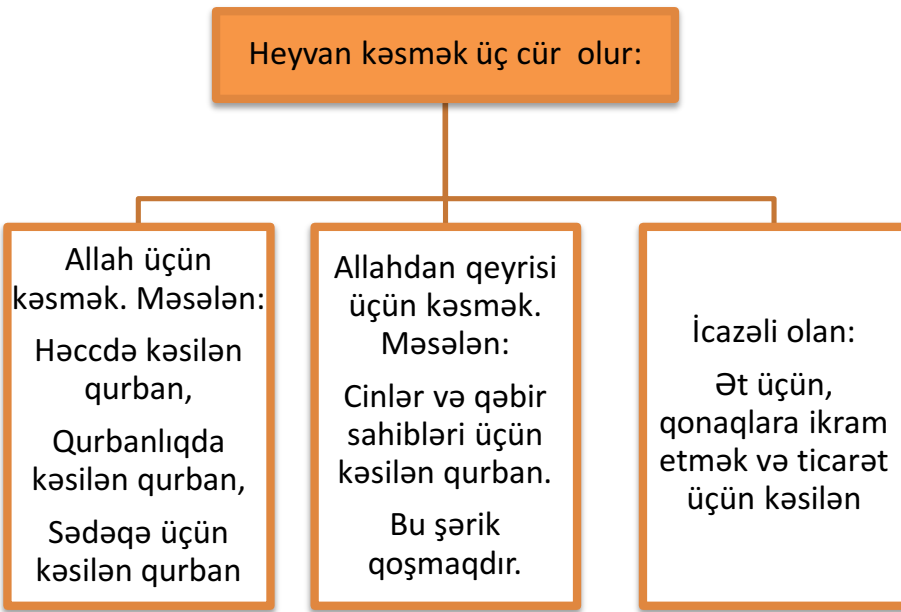 Heyvan kəsmək üç cür olur:
Allah üçün
kəsmək. Məsələn:
Həccdə kəsilən
qurban,
Qurbanlıqda
kəsilən qurban,
Sədəqə üçün
kəsilən qurban
Allahdan qeyrisi
üçün kəsmək.
Məsələn:
Cinlər və qəbir
sahibləri üçün
kəsilən qurban.
Bu şərik
qoşmaqdır.
İcazəli olan:
Ət üçün,
qonaqlara ikram
etmək və ticarət
üçün kəsilən